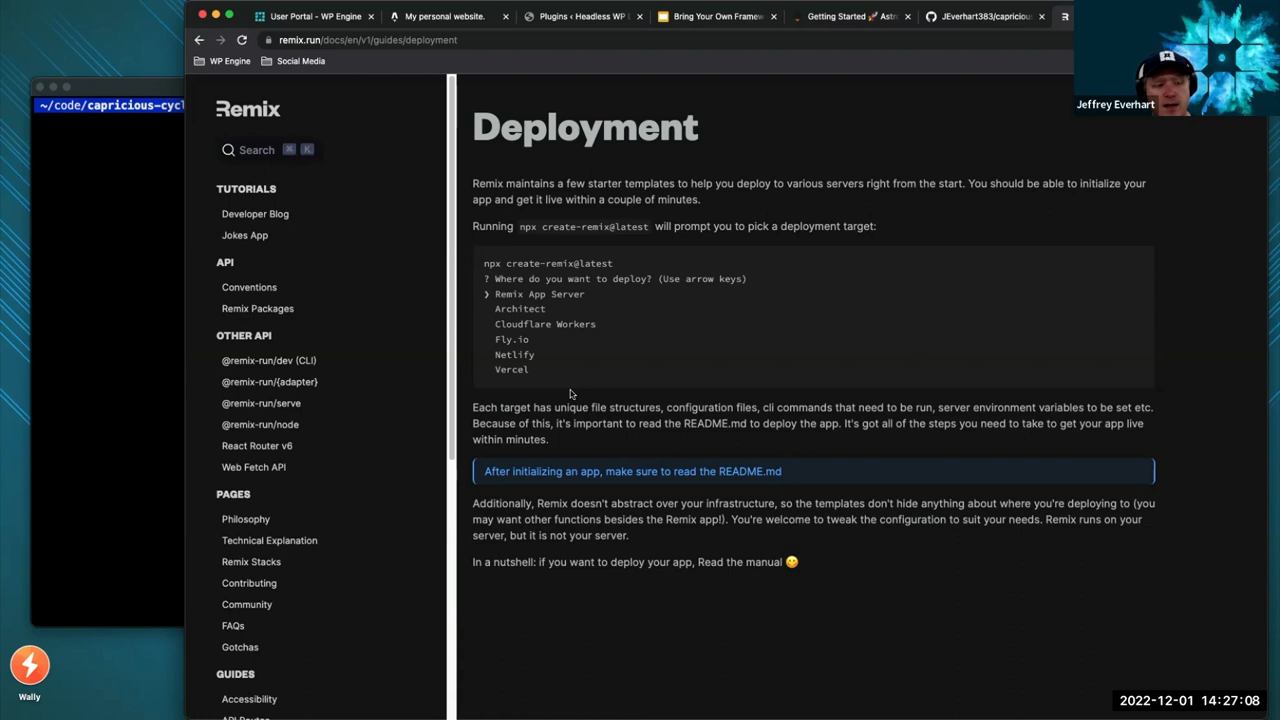 User Portal - WP Engine
My personal website.
Plugins ‹ Headless WP
Bring Your Own Framew
Getting Started 🚀 Astro
JEverhart383/capricious
remix.run/docs/en/v1/guides/deployment
WP Engine
Social Media
Jeffrey Everhart
~/code/capricious-cycl
Remix
Search ⌘ K
TUTORIALS
Developer Blog
Jokes App
API
Conventions
Remix Packages
OTHER API
@remix-run/dev (CLI)
@remix-run/{adapter}
@remix-run/serve
@remix-run/node
React Router v6
Web Fetch API
PAGES
Philosophy
Technical Explanation
Remix Stacks
Contributing
Community
FAQs
Gotchas
GUIDES
Accessibility
Deployment
Remix maintains a few starter templates to help you deploy to various servers right from the start. You should be able to initialize your
app and get it live within a couple of minutes.
Running npx create-remix@latest will prompt you to pick a deployment target:
npx create-remix@latest
? Where do you want to deploy? (Use arrow keys)
❯ Remix App Server
Architect
Cloudflare Workers
Fly.io
Netlify
Vercel
Each target has unique file structures, configuration files, cli commands that need to be run, server environment variables to be set etc.
Because of this, it's important to read the README.md to deploy the app. It's got all of the steps you need to take to get your app live
within minutes.
After initializing an app, make sure to read the README.md
Additionally, Remix doesn't abstract over your infrastructure, so the templates don't hide anything about where you're deploying to (you
may want other functions besides the Remix app!). You're welcome to tweak the configuration to suit your needs. Remix runs on your
server, but it is not your server.
In a nutshell: if you want to deploy your app, Read the manual 😋
Wally
2022-12-01 14:27:08